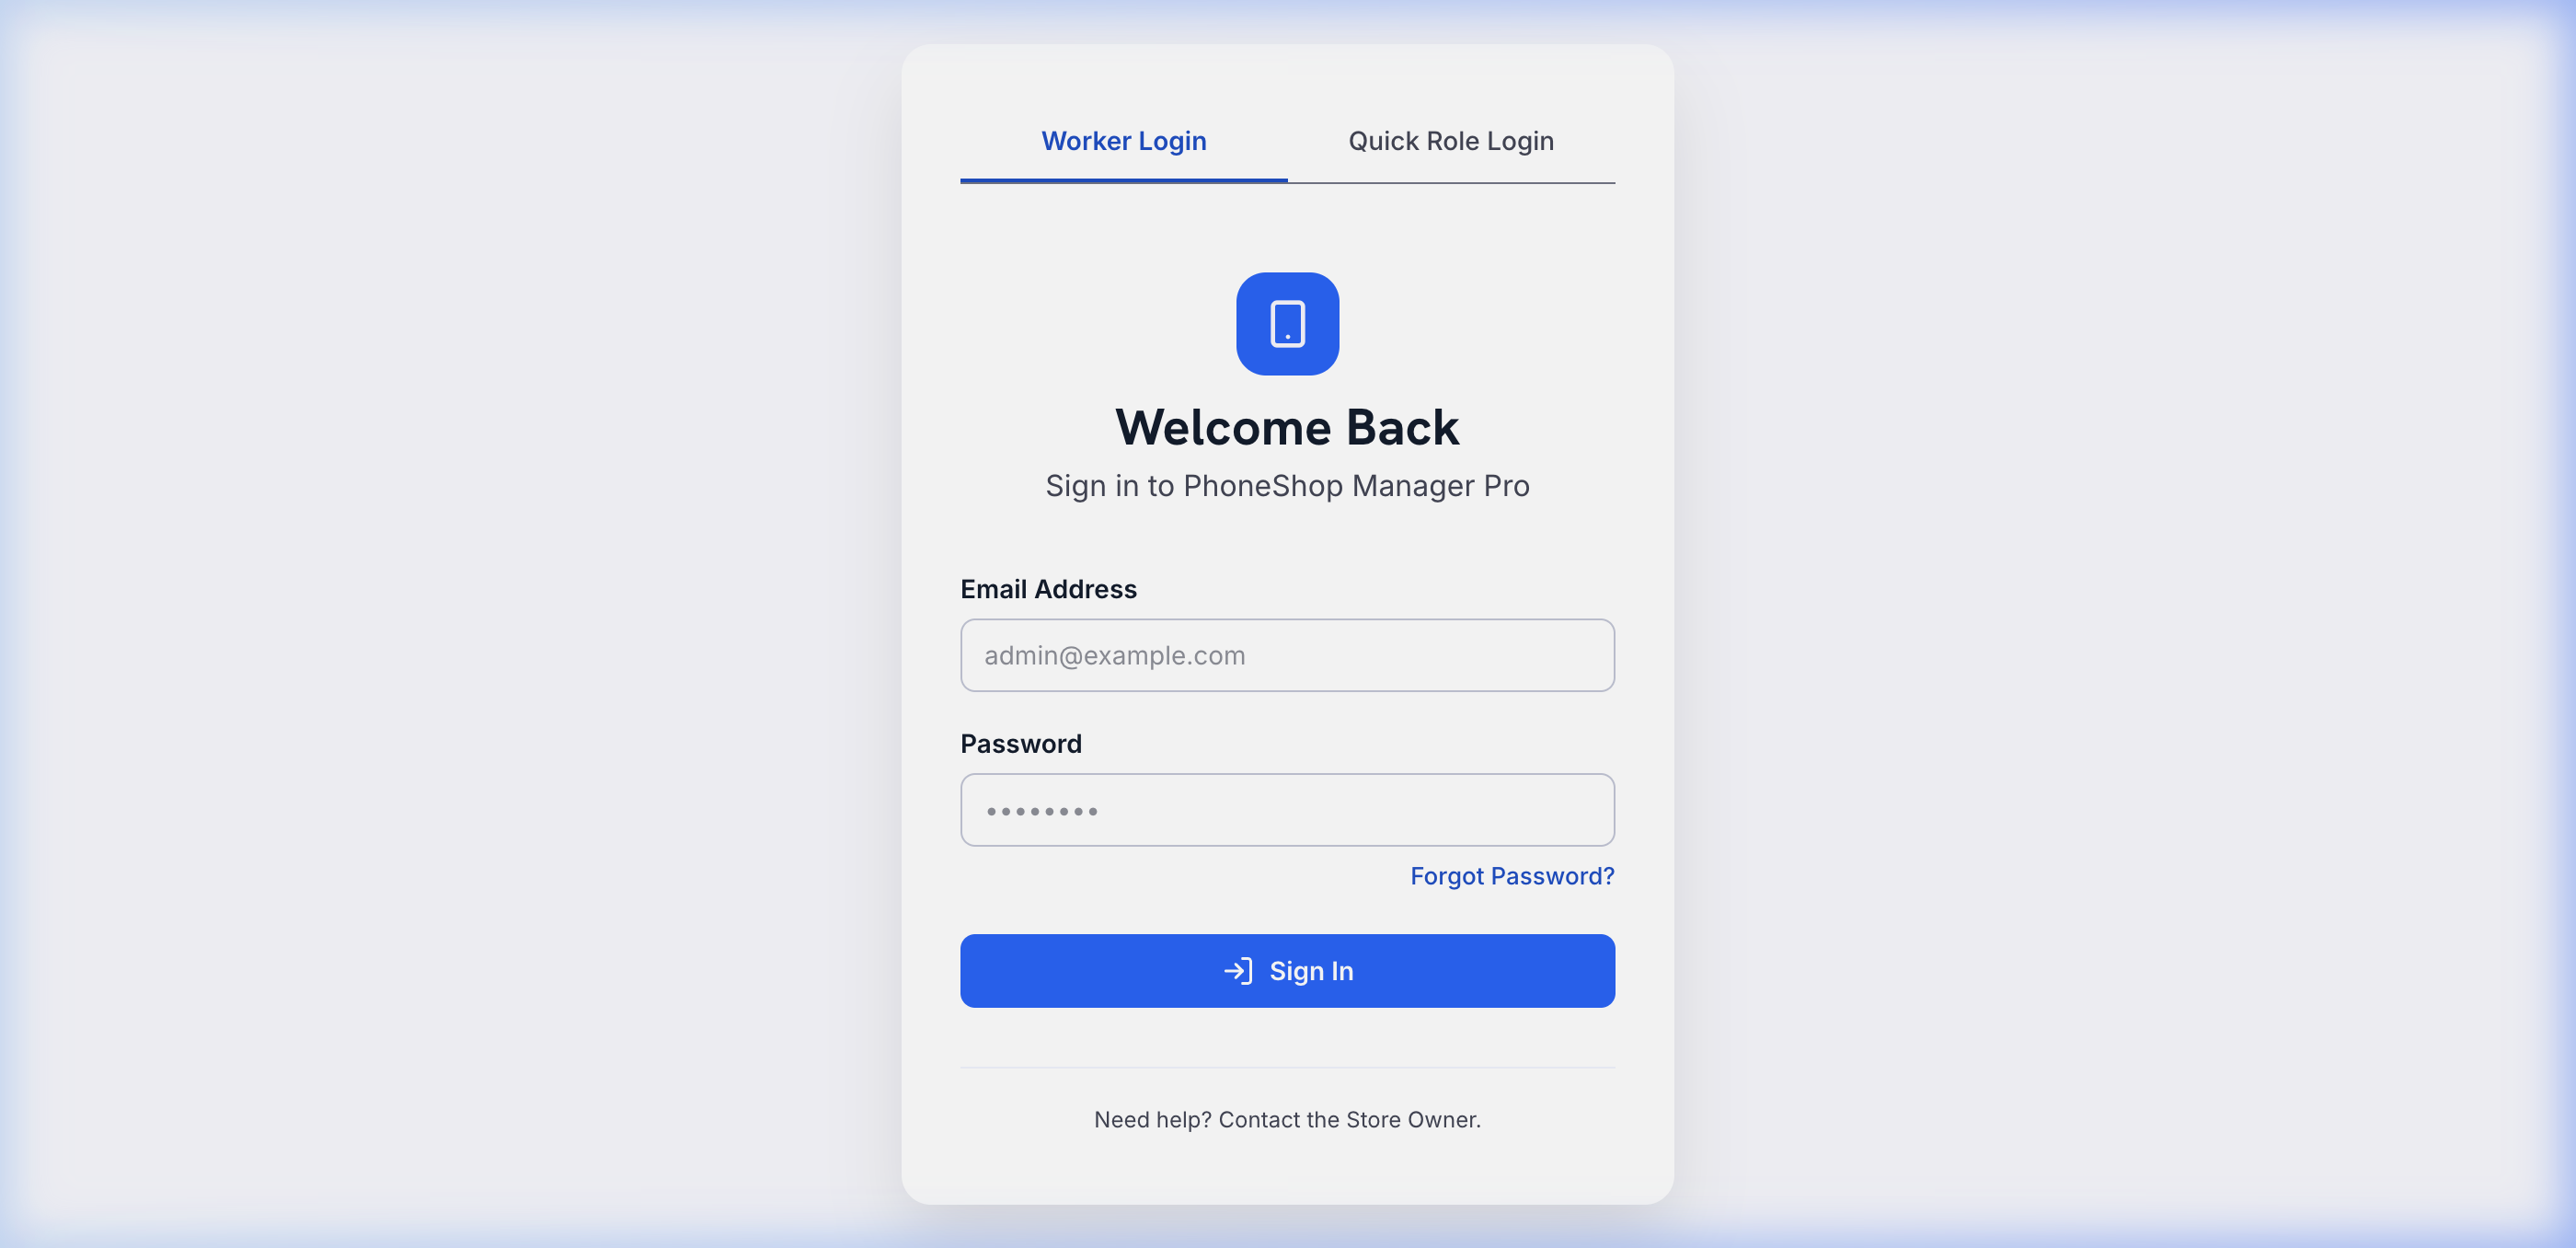 Worker Login
Quick Role Login
Welcome Back
Sign in to PhoneShop Manager Pro
Email Address
admin@example.com
Password
••••••••
Forgot Password?
Sign In
Need help? Contact the Store Owner.